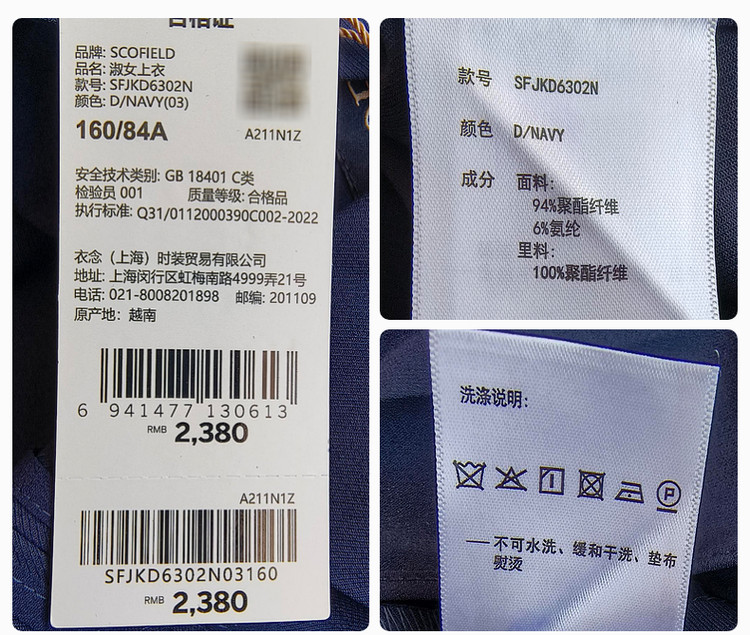 合格证
品牌: SCOFIELD
品名: 淑女上衣
款号: SFJKD6302N
颜色: D/NAVY(03)
160/84A
A211N1Z
安全技术类别: GB 18401 C类
检验员 001 质量等级: 合格品
执行标准: Q31/0112000390C002-2022
衣念（上海）时装贸易有限公司
地址: 上海闵行区虹梅南路4999弄21号
电话: 021-8008201898 邮编: 201109
原产地: 越南
6 941477 130613
RMB 2,380
A211N1Z
SFJKD6302N03160
RMB 2,380
款号 SFJKD6302N
颜色 D/NAVY
成分 面料:
94%聚酯纤维
6%氨纶
里料:
100%聚酯纤维
洗涤说明:
P
——不可水洗、缓和干洗、垫布
熨烫